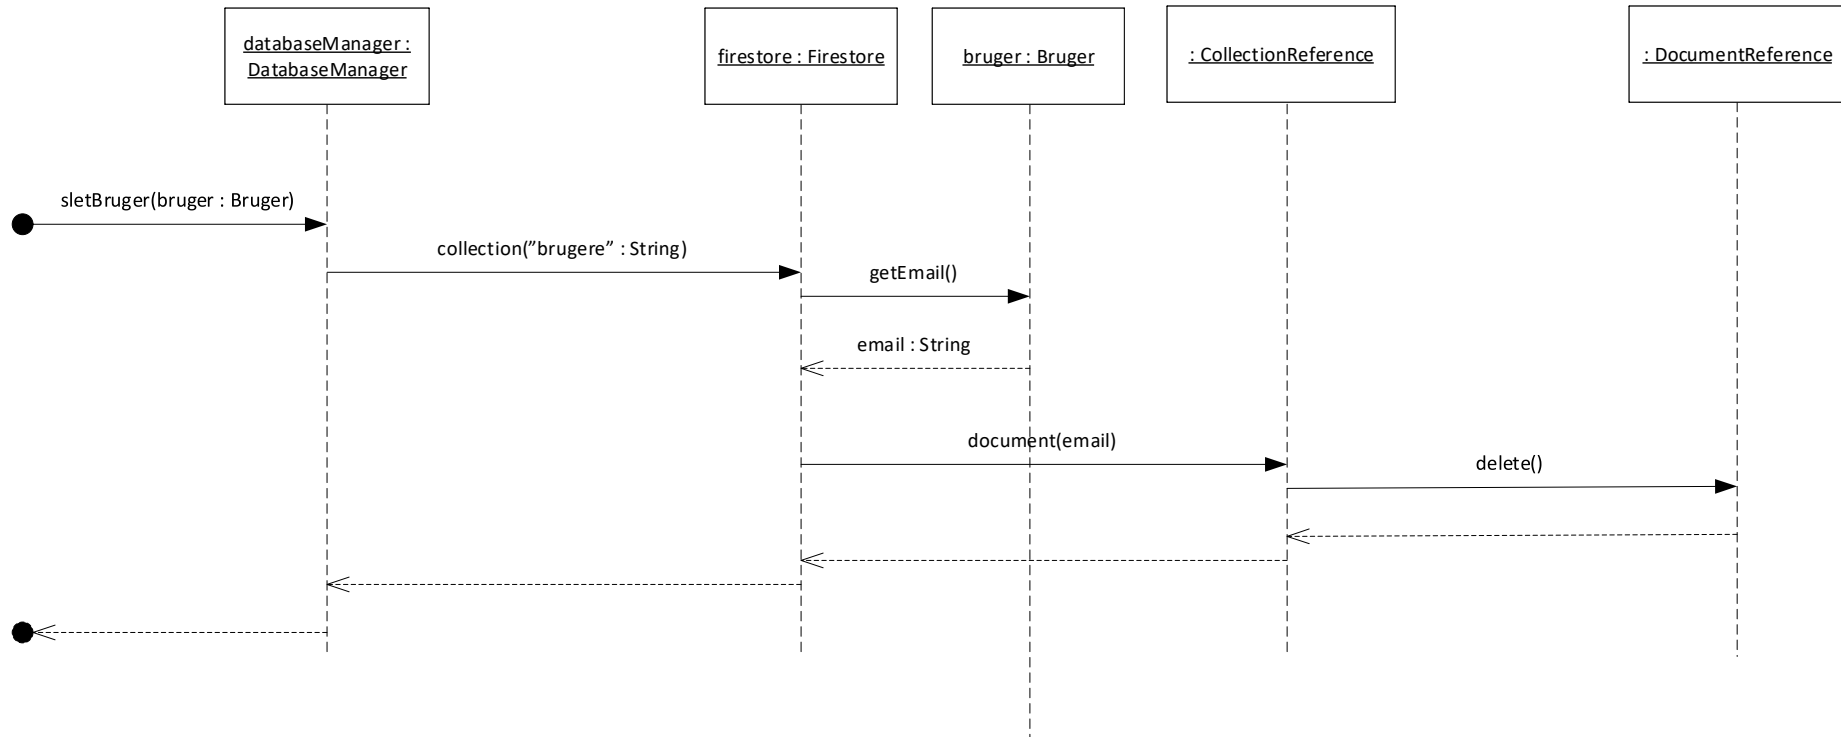 databaseManager :
DatabaseManager
firestore : Firestore
bruger : Bruger
: CollectionReference
: DocumentReference
sletBruger(bruger : Bruger)
collection(”brugere” : String)
getEmail()
email : String
document(email)
delete()